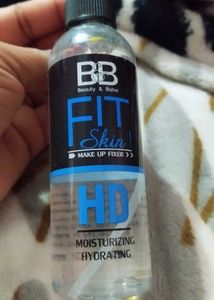 BB
Beauty & Babe
FIT
Skin!
MAKE UP FIXER
HD
MOISTURIZING
HYDRATING